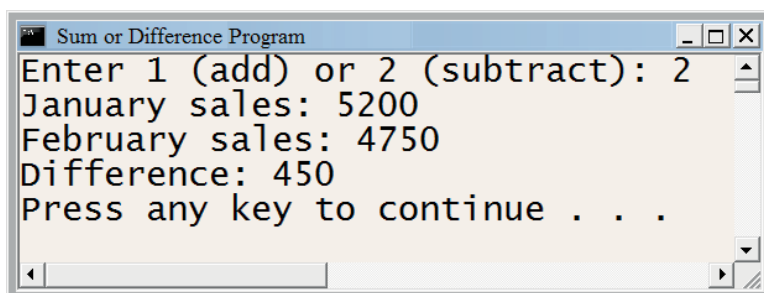 Sum or Difference Program
Enter 1 (add) or 2 (subtract): 2
January sales: 5200
February sales: 4750
Difference: 450
Press any key to continue . . .